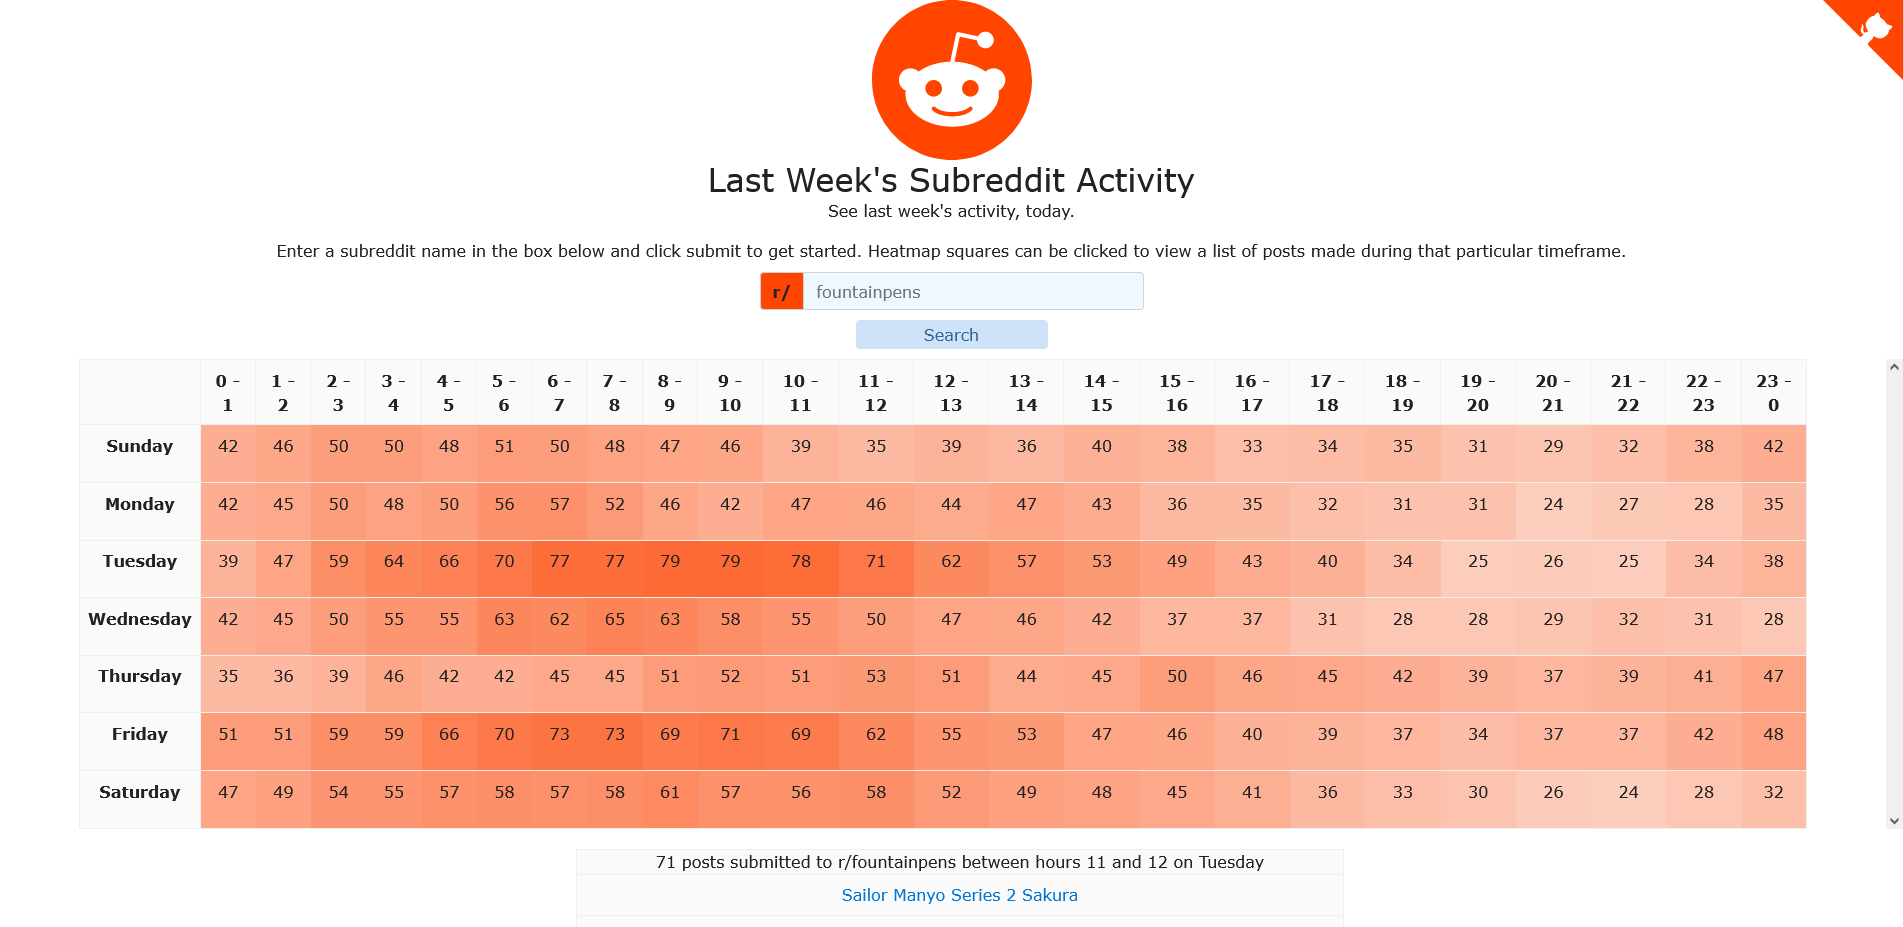 Last Week's Subreddit Activity
See last week's activity, today.
Enter a subreddit name in the box below and click submit to get started. Heatmap squares can be clicked to view a list of posts made during that particular timeframe.
r/ fountainpens
Search
0 - 1 1 - 2 2 - 3 3 - 4 4 - 5 5 - 6 6 - 7 7 - 8 8 - 9 9 - 10 10 - 11 11 - 12 12 - 13 13 - 14 14 - 15 15 - 16 16 - 17 17 - 18 18 - 19 19 - 20 20 - 21 21 - 22 22 - 23 23 - 0
Sunday 42 46 50 50 48 51 50 48 47 46 39 35 39 36 40 38 33 34 35 31 29 32 38 42
Monday 42 45 50 48 50 56 57 52 46 42 47 46 44 47 43 36 35 32 31 31 24 27 28 35
Tuesday 39 47 59 64 66 70 77 77 79 79 78 71 62 57 53 49 43 40 34 25 26 25 34 38
Wednesday 42 45 50 55 55 63 62 65 63 58 55 50 47 46 42 37 37 31 28 28 29 32 31 28
Thursday 35 36 39 46 42 42 45 45 51 52 51 53 51 44 45 50 46 45 42 39 37 39 41 47
Friday 51 51 59 59 66 70 73 73 69 71 69 62 55 53 47 46 40 39 37 34 37 37 42 48
Saturday 47 49 54 55 57 58 57 58 61 57 56 58 52 49 48 45 41 36 33 30 26 24 28 32
71 posts submitted to r/fountainpens between hours 11 and 12 on Tuesday
Sailor Manyo Series 2 Sakura